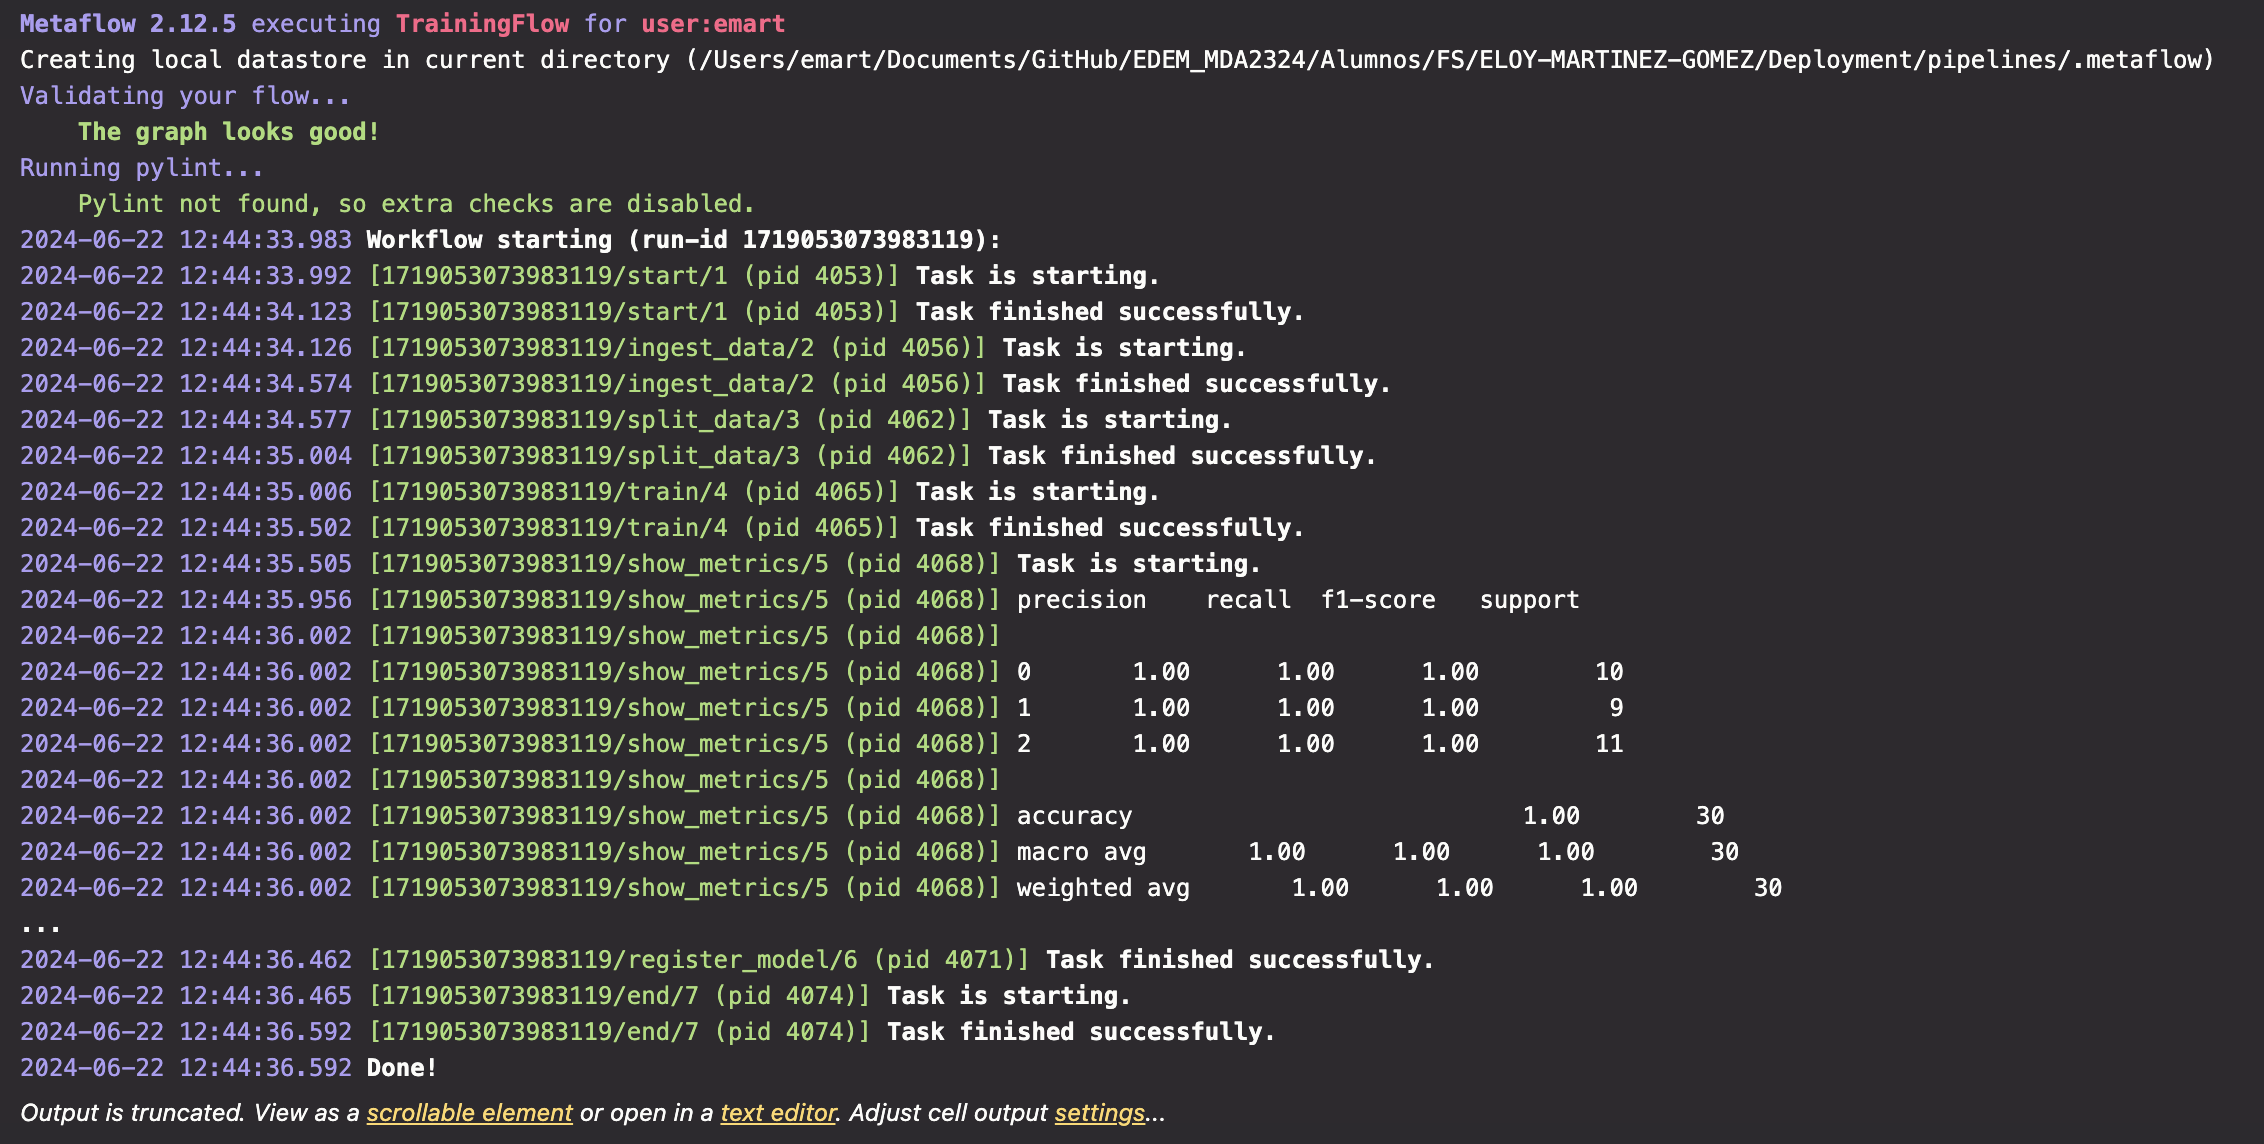 Metaflow 2.12.5 executing TrainingFlow for user:emart
Creating local datastore in current directory (/Users/emart/Documents/GitHub/EDEM_MDA2324/Alumnos/FS/ELOY-MARTINEZ-GOMEZ/Deployment/pipelines/.metaflow)
Validating your flow...
    The graph looks good!
Running pylint...
    Pylint not found, so extra checks are disabled.
2024-06-22 12:44:33.983 Workflow starting (run-id 1719053073983119):
2024-06-22 12:44:33.992 [1719053073983119/start/1 (pid 4053)] Task is starting.
2024-06-22 12:44:34.123 [1719053073983119/start/1 (pid 4053)] Task finished successfully.
2024-06-22 12:44:34.126 [1719053073983119/ingest_data/2 (pid 4056)] Task is starting.
2024-06-22 12:44:34.574 [1719053073983119/ingest_data/2 (pid 4056)] Task finished successfully.
2024-06-22 12:44:34.577 [1719053073983119/split_data/3 (pid 4062)] Task is starting.
2024-06-22 12:44:35.004 [1719053073983119/split_data/3 (pid 4062)] Task finished successfully.
2024-06-22 12:44:35.006 [1719053073983119/train/4 (pid 4065)] Task is starting.
2024-06-22 12:44:35.502 [1719053073983119/train/4 (pid 4065)] Task finished successfully.
2024-06-22 12:44:35.505 [1719053073983119/show_metrics/5 (pid 4068)] Task is starting.
2024-06-22 12:44:35.956 [1719053073983119/show_metrics/5 (pid 4068)] precision    recall  f1-score   support
2024-06-22 12:44:36.002 [1719053073983119/show_metrics/5 (pid 4068)]
2024-06-22 12:44:36.002 [1719053073983119/show_metrics/5 (pid 4068)] 0       1.00      1.00      1.00        10
2024-06-22 12:44:36.002 [1719053073983119/show_metrics/5 (pid 4068)] 1       1.00      1.00      1.00         9
2024-06-22 12:44:36.002 [1719053073983119/show_metrics/5 (pid 4068)] 2       1.00      1.00      1.00        11
2024-06-22 12:44:36.002 [1719053073983119/show_metrics/5 (pid 4068)]
2024-06-22 12:44:36.002 [1719053073983119/show_metrics/5 (pid 4068)] accuracy                           1.00        30
2024-06-22 12:44:36.002 [1719053073983119/show_metrics/5 (pid 4068)] macro avg       1.00      1.00      1.00        30
2024-06-22 12:44:36.002 [1719053073983119/show_metrics/5 (pid 4068)] weighted avg       1.00      1.00      1.00        30
...
2024-06-22 12:44:36.462 [1719053073983119/register_model/6 (pid 4071)] Task finished successfully.
2024-06-22 12:44:36.465 [1719053073983119/end/7 (pid 4074)] Task is starting.
2024-06-22 12:44:36.592 [1719053073983119/end/7 (pid 4074)] Task finished successfully.
2024-06-22 12:44:36.592 Done!
Output is truncated. View as a scrollable element or open in a text editor. Adjust cell output settings...